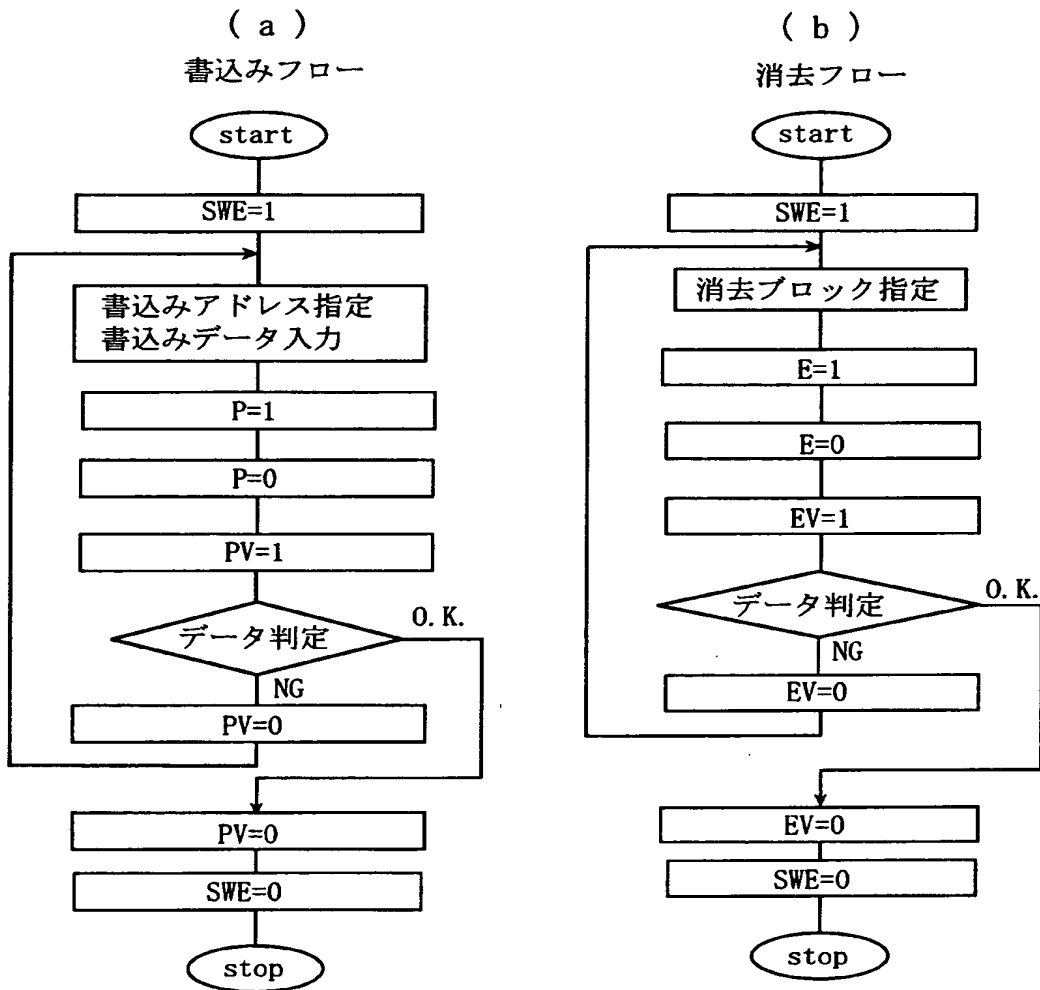 ( a )
書込みフロー
start
SWE=1
書込みアドレス指定
書込みデータ入力
P=1
P=0
PV=1
データ判定
O.K.
NG
PV=0
PV=0
SWE=0
stop
( b )
消去フロー
start
SWE=1
消去ブロック指定
E=1
E=0
EV=1
データ判定
O.K.
NG
EV=0
EV=0
SWE=0
stop